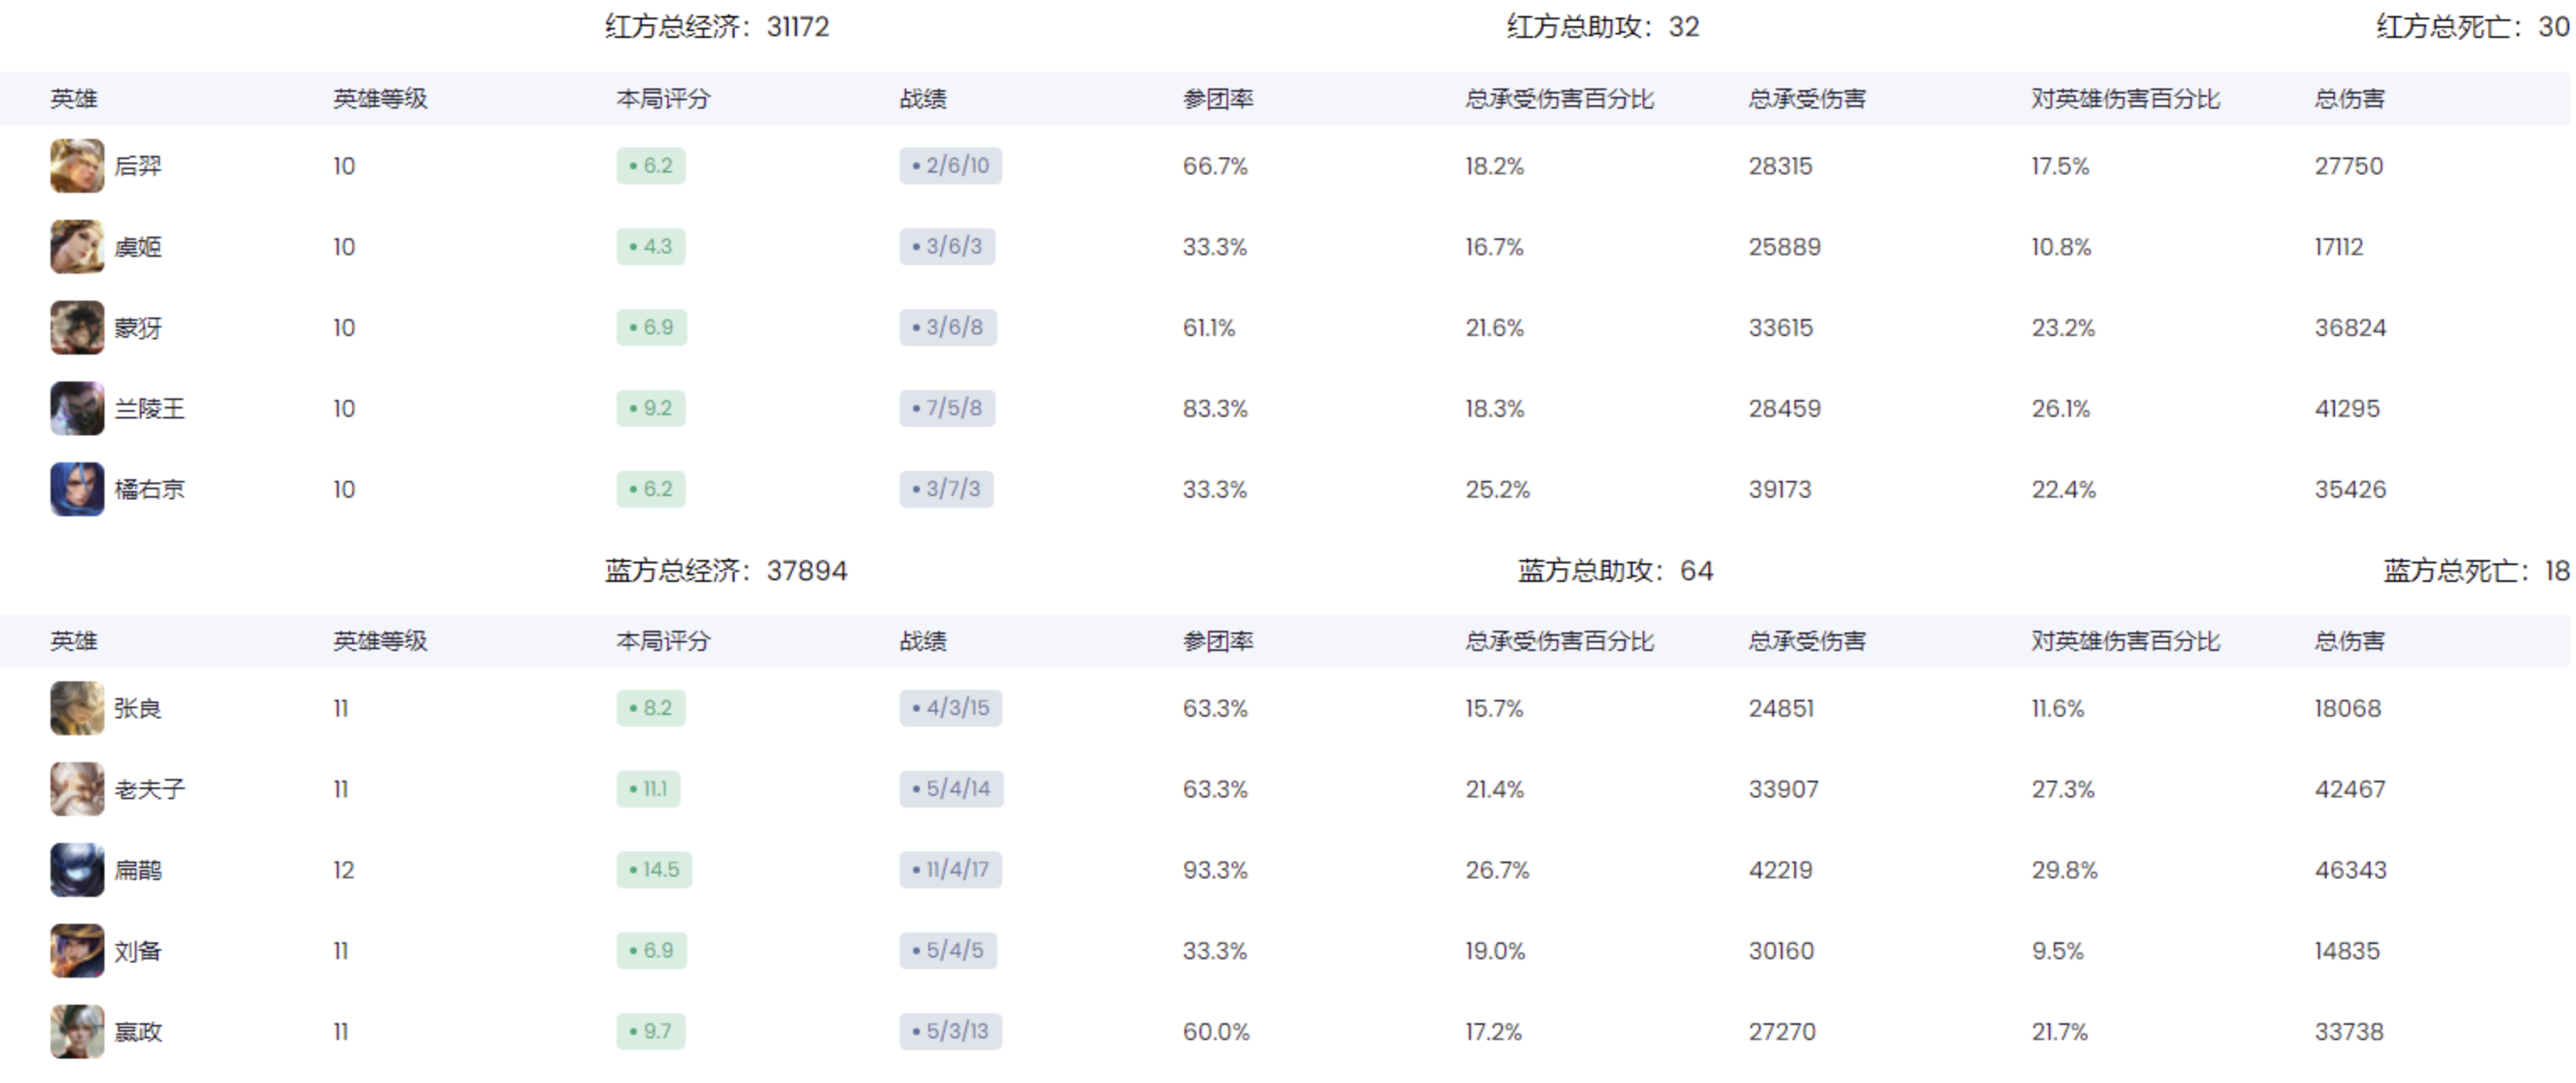 红方总经济：31172 红方总助攻：32 红方总死亡：30
英雄 英雄等级 本局评分 战绩 参团率 总承受伤害百分比 总承受伤害 对英雄伤害百分比 总伤害
后羿 10 • 6.2 • 2/6/10 66.7% 18.2% 28315 17.5% 27750
虞姬 10 • 4.3 • 3/6/3 33.3% 16.7% 25889 10.8% 17112
蒙犽 10 • 6.9 • 3/6/8 61.1% 21.6% 33615 23.2% 36824
兰陵王 10 • 9.2 • 7/5/8 83.3% 18.3% 28459 26.1% 41295
橘右京 10 • 6.2 • 3/7/3 33.3% 25.2% 39173 22.4% 35426
蓝方总经济：37894 蓝方总助攻：64 蓝方总死亡：18
英雄 英雄等级 本局评分 战绩 参团率 总承受伤害百分比 总承受伤害 对英雄伤害百分比 总伤害
张良 11 • 8.2 • 4/3/15 63.3% 15.7% 24851 11.6% 18068
老夫子 11 • 11.1 • 5/4/14 63.3% 21.4% 33907 27.3% 42467
扁鹊 12 • 14.5 • 11/4/17 93.3% 26.7% 42219 29.8% 46343
刘备 11 • 6.9 • 5/4/5 33.3% 19.0% 30160 9.5% 14835
嬴政 11 • 9.7 • 5/3/13 60.0% 17.2% 27270 21.7% 33738